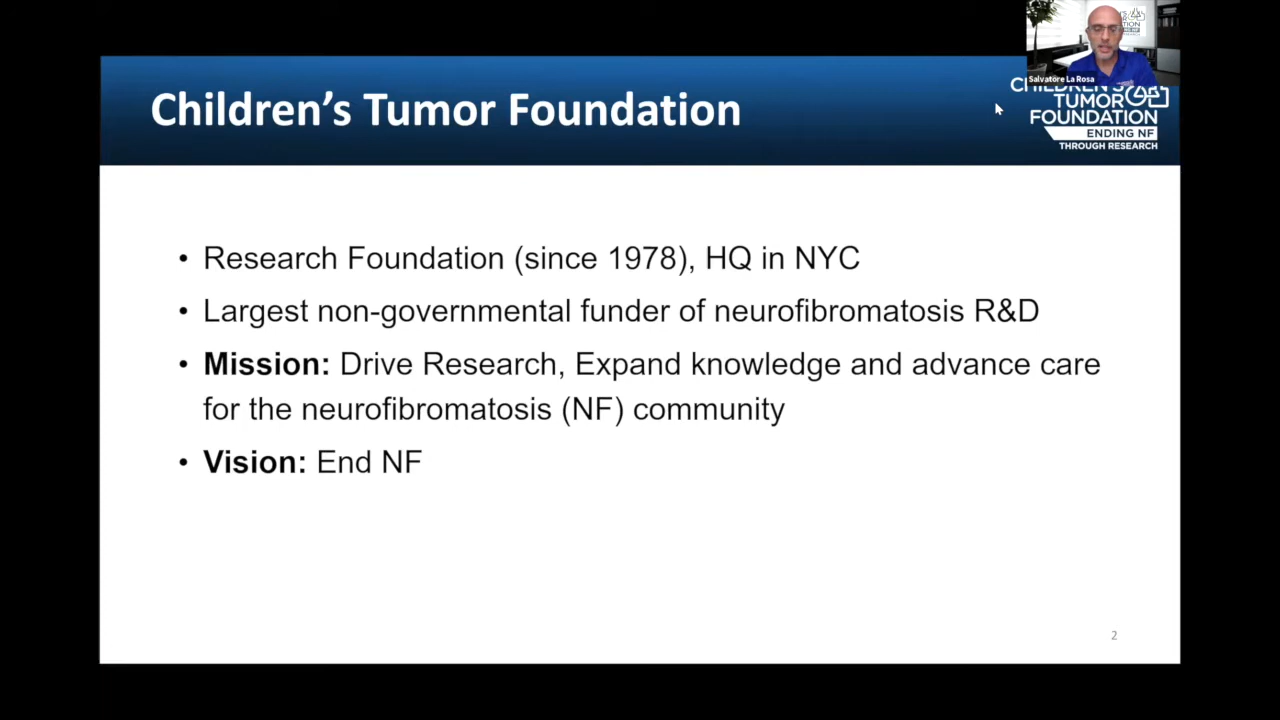 Salvatore La Rosa
Children’s Tumor Foundation
TUMOR
FOUNDATION
ENDING NF
THROUGH RESEARCH
• Research Foundation (since 1978), HQ in NYC
• Largest non-governmental funder of neurofibromatosis R&D
• Mission: Drive Research, Expand knowledge and advance care
for the neurofibromatosis (NF) community
• Vision: End NF
2